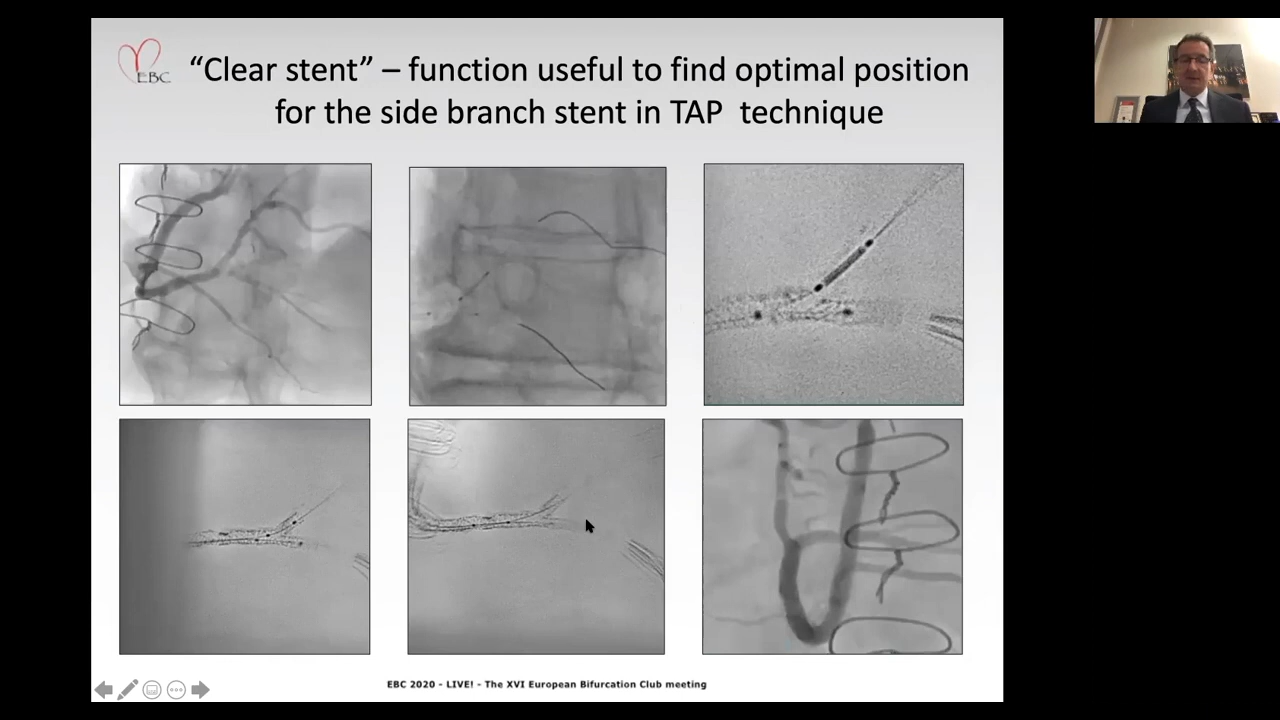 EBC
“Clear stent” – function useful to find optimal position
for the side branch stent in TAP technique
EBC 2020 - LIVE! - The XVI European Bifurcation Club meeting